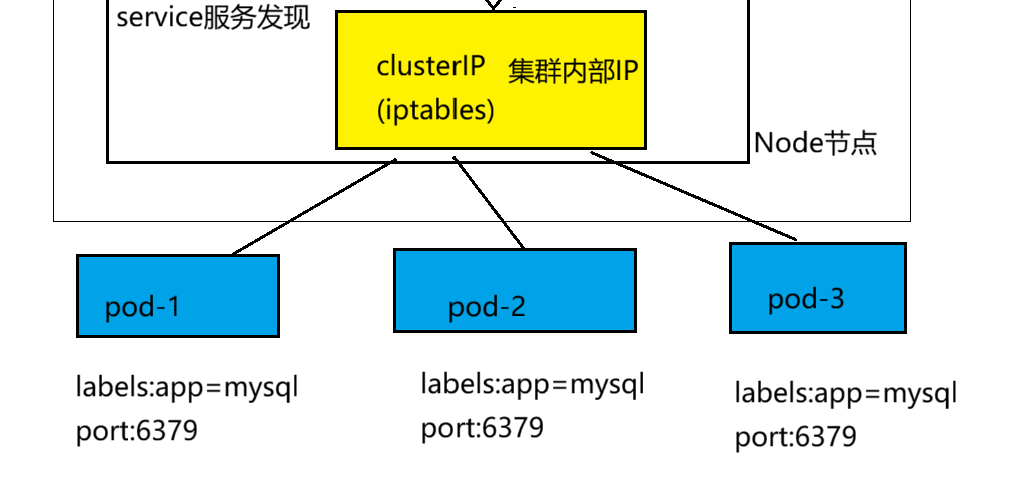 service服务发现
clusterIP 集群内部IP
(iptables)
Node节点
pod-1
pod-2
pod-3
labels:app=mysql
port:6379
labels:app=mysql
port:6379
labels:app=mysql
port:6379